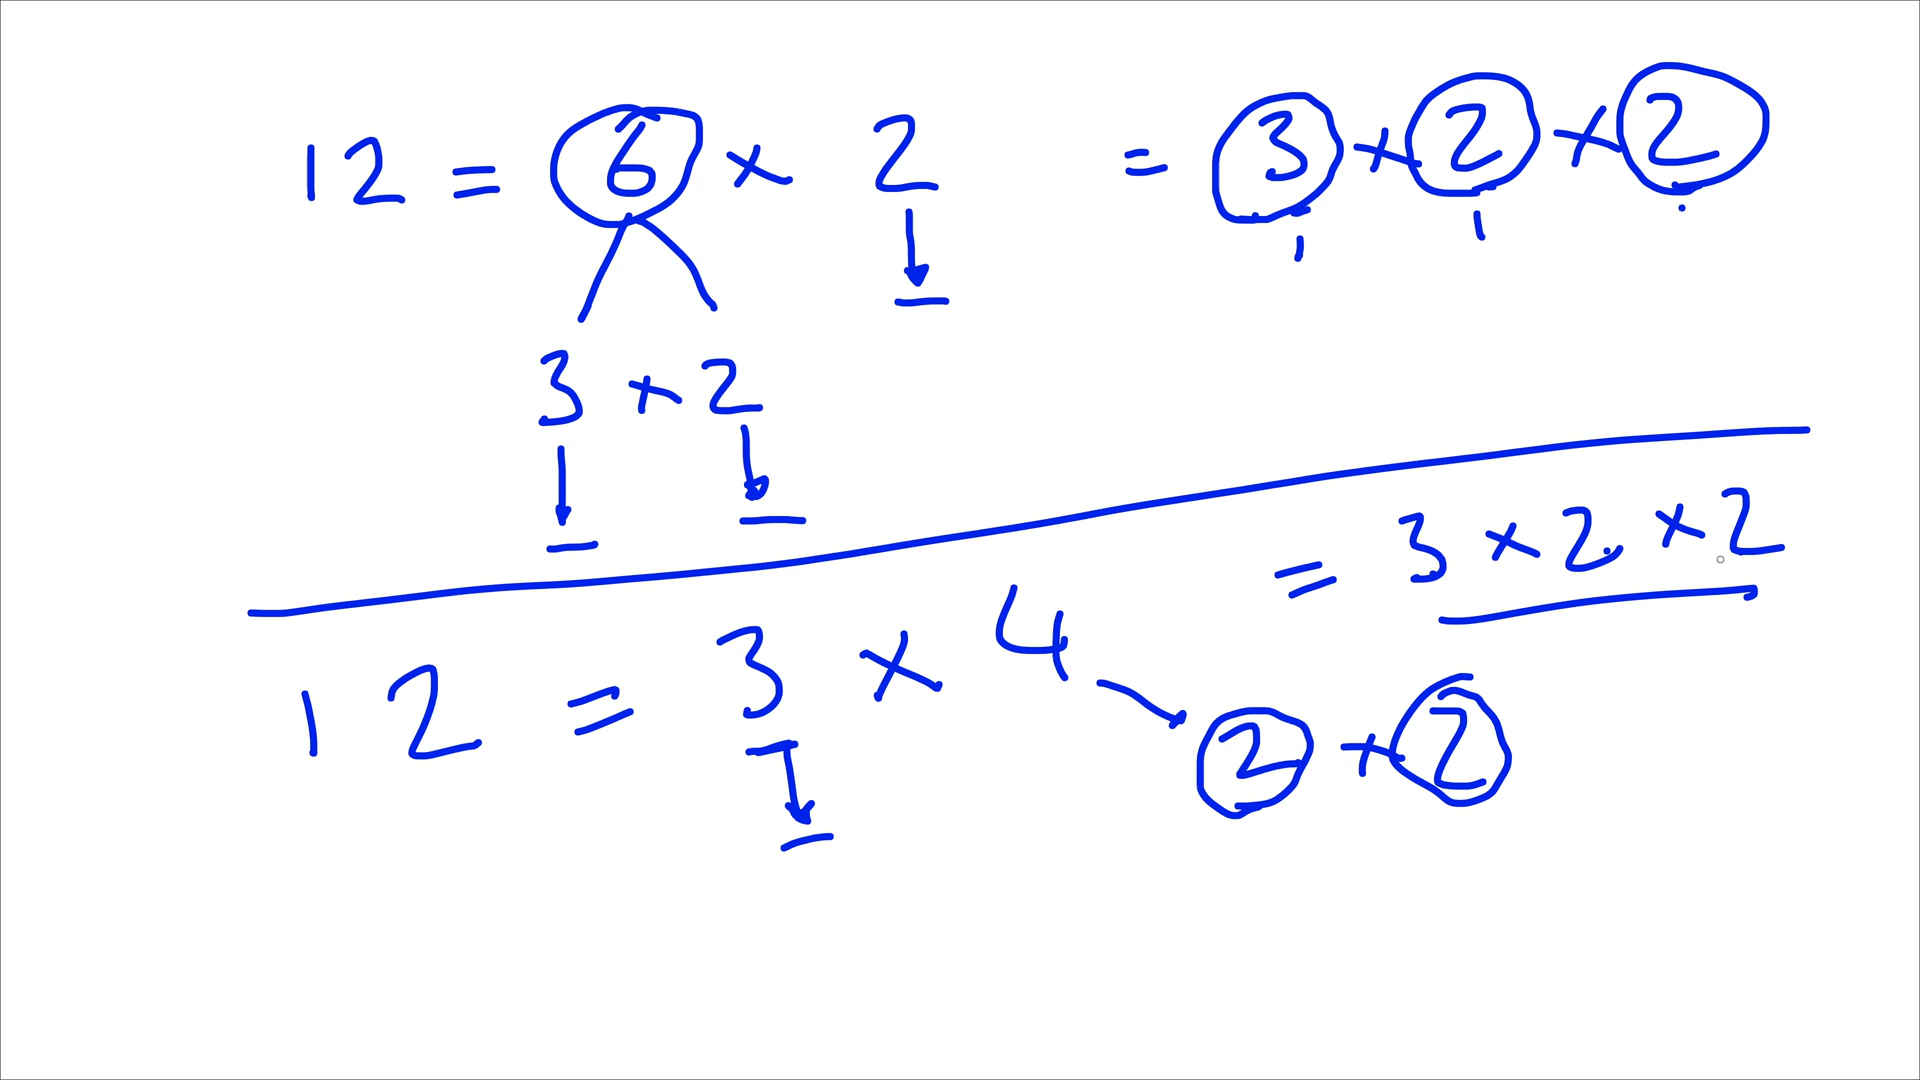 12 = 6 × 2 = 3 × 2 × 2
3 × 2
= 3 × 2 × 2
12 = 3 × 4
2 × 2